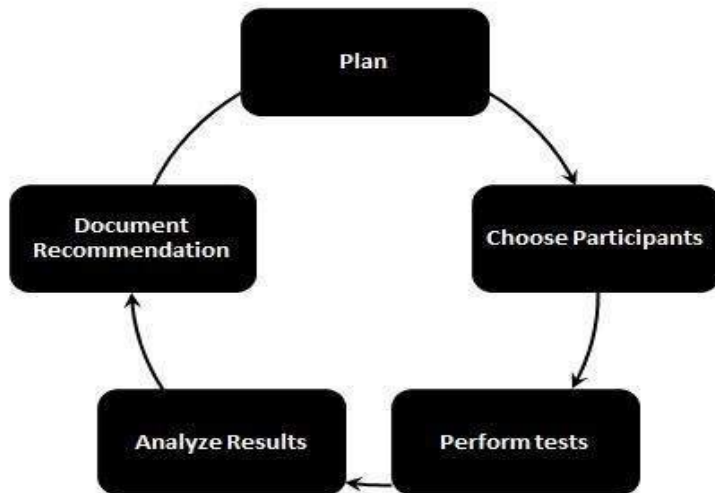 Plan
Choose Participants
Perform tests
Analyze Results
Document
Recommendation